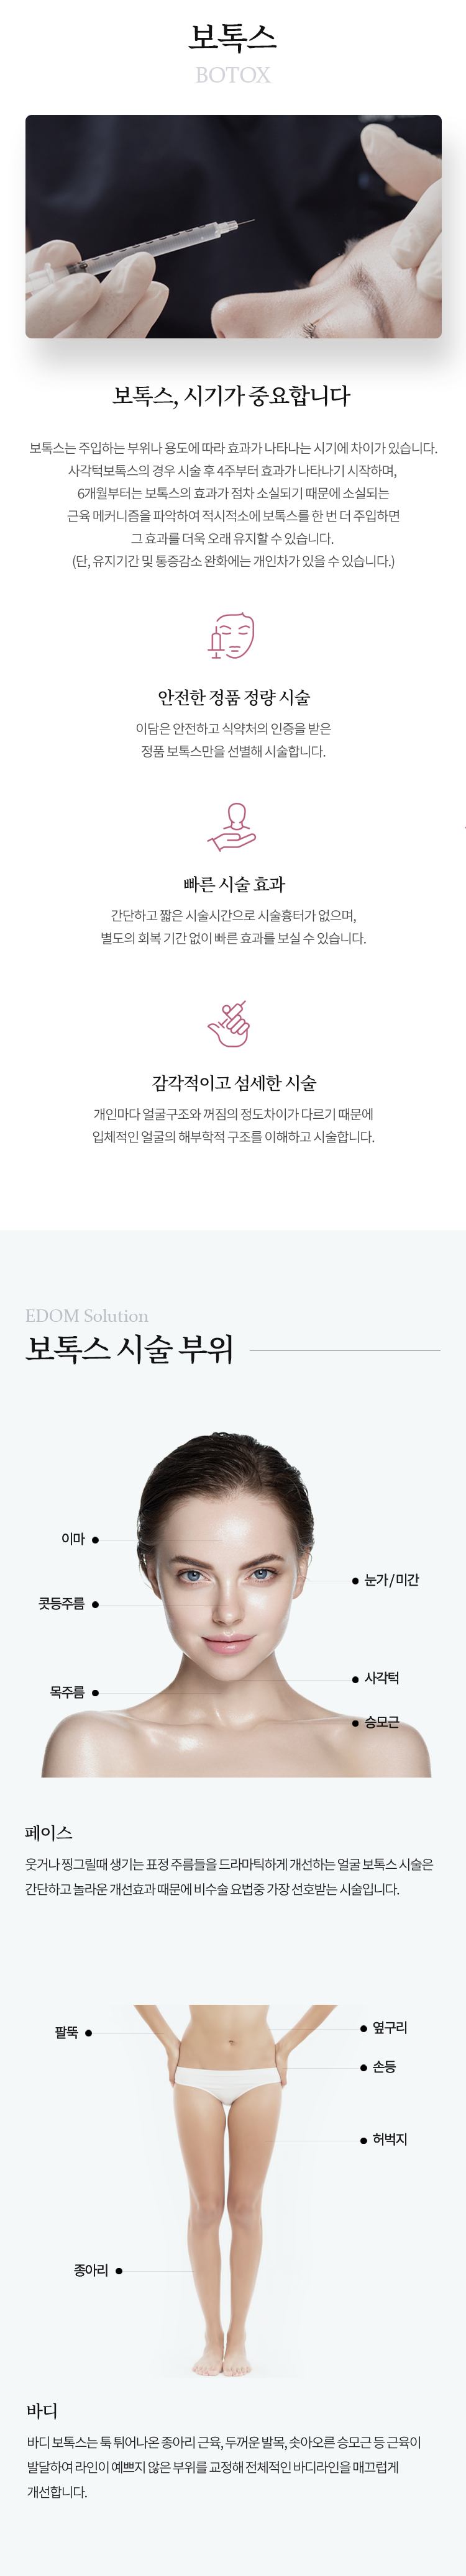 보톡스
BOTOX
보톡스, 시기가 중요합니다
보톡스는 주입하는 부위나 용도에 따라 효과가 나타나는 시기에 차이가 있습니다.
사각턱보톡스의 경우 시술 후 4주부터 효과가 나타나기 시작하며,
6개월부터는 보톡스의 효과가 점차 소실되기 때문에 소실되는
근육 메커니즘을 파악하여 적시적소에 보톡스를 한 번 더 주입하면
그 효과를 더욱 오래 유지할 수 있습니다.
(단, 유지기간 및 통증감소 완화에는 개인차가 있을 수 있습니다.)
안전한 정품 정량 시술
이담은 안전하고 식약처의 인증을 받은
정품 보톡스만을 선별해 시술합니다.
빠른 시술 효과
간단하고 짧은 시술시간으로 시술흉터가 없으며,
별도의 회복 기간 없이 빠른 효과를 보실 수 있습니다.
감각적이고 섬세한 시술
개인마다 얼굴구조와 꺼짐의 정도차이가 다르기 때문에
입체적인 얼굴의 해부학적 구조를 이해하고 시술합니다.
EDOM Solution
보톡스 시술 부위
이마
눈가 / 미간
콧등주름
사각턱
목주름
승모근
페이스
웃거나 찡그릴때 생기는 표정 주름들을 드라마틱하게 개선하는 얼굴 보톡스 시술은
간단하고 놀라운 개선효과 때문에 비수술 요법중 가장 선호받는 시술입니다.
팔뚝
옆구리
손등
허벅지
종아리
바디
바디 보톡스는 툭 튀어나온 종아리 근육, 두꺼운 발목, 솟아오른 승모근 등 근육이
발달하여 라인이 예쁘지 않은 부위를 교정해 전체적인 바디라인을 매끄럽게
개선합니다.